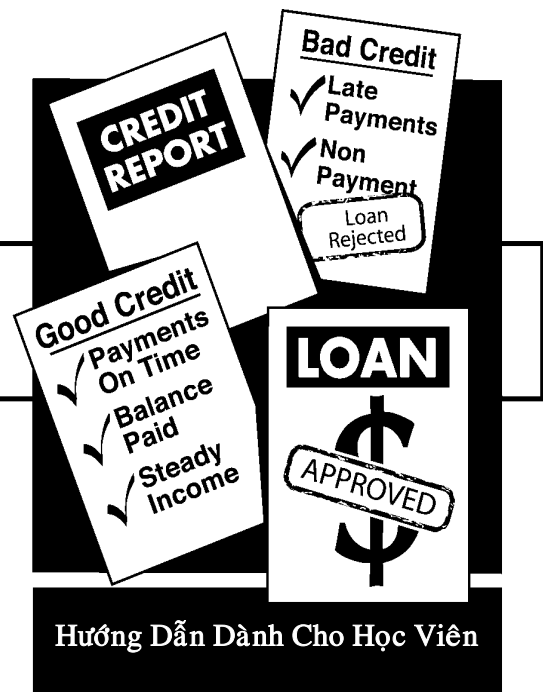 CREDIT
REPORT
Bad Credit
Late
Payments
Non
Payment
Loan
Rejected
Good Credit
Payments
On Time
Balance
Paid
Steady
Income
LOAN
$
APPROVED
Hướng Dẫn Dành Cho Học Viên